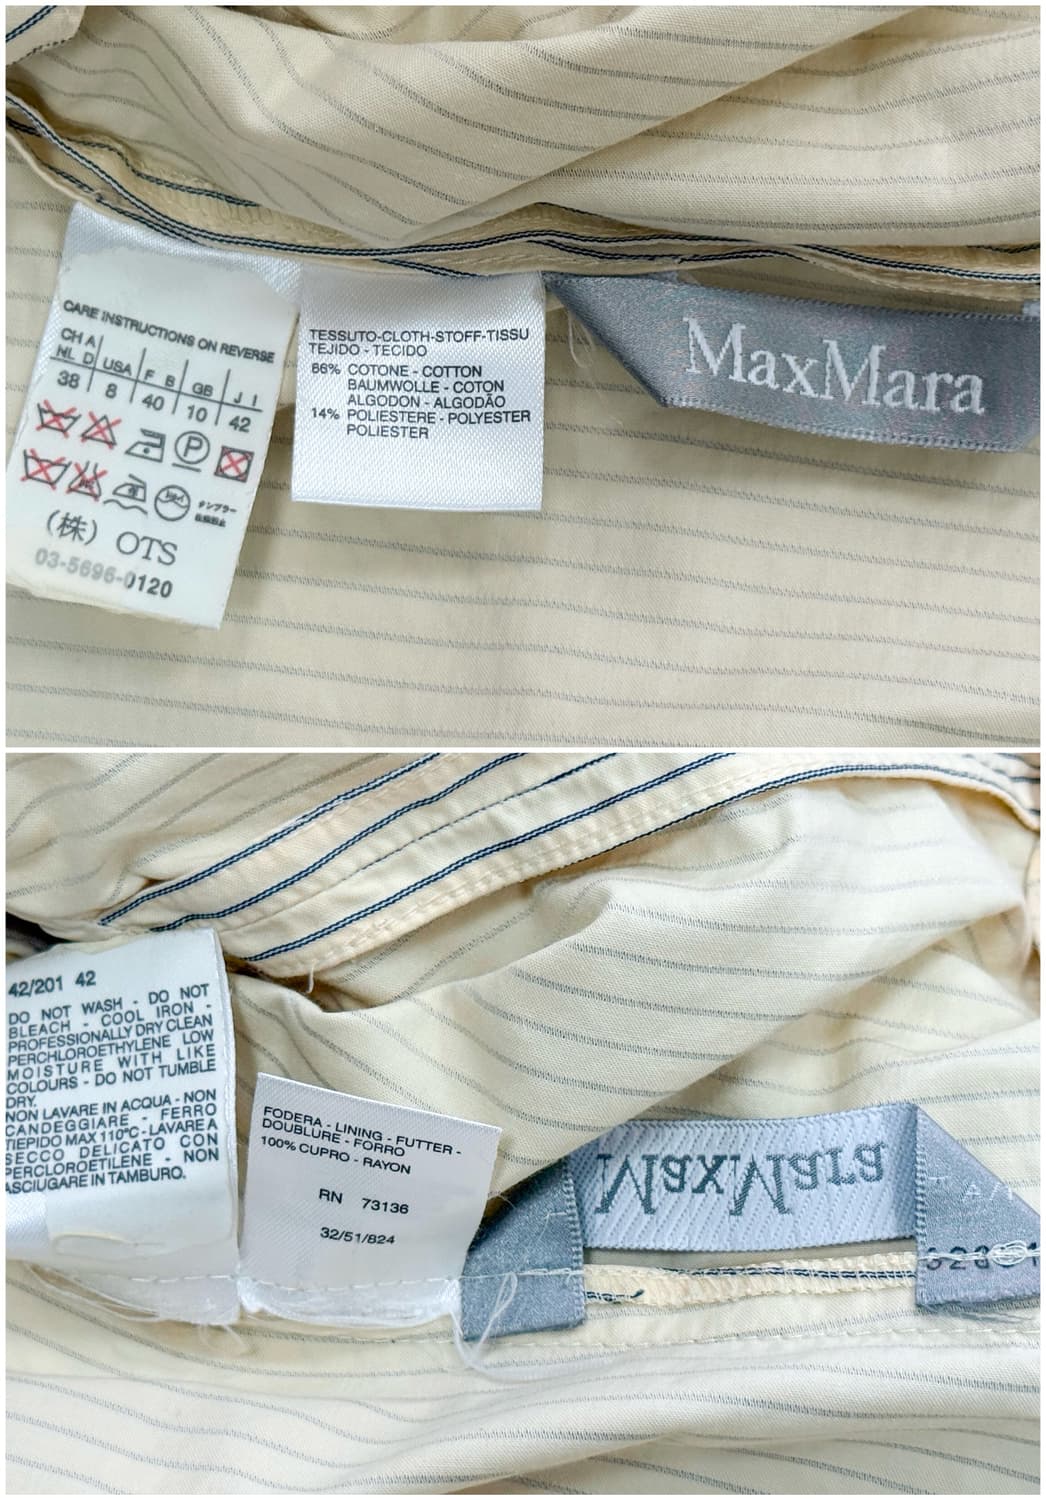 CARE INSTRUCTIONS ON REVERSE
CH A USA F B GB J I
NL D
38 8 40 10 42
P
(株) OTS
03-5696-0120
TESSUTO-CLOTH-STOFF-TISSU
TEJIDO - TECIDO
86% COTONE - COTTON
BAUMWOLLE - COTON
ALGODON - ALGODÃO
14% POLIESTERE - POLYESTER
POLIESTER
MaxMara
42/201 42
DO NOT WASH - DO NOT
BLEACH - COOL IRON -
PROFESSIONALLY DRY CLEAN
PERCHLOROETHYLENE LOW
MOISTURE WITH LIKE
COLOURS - DO NOT TUMBLE
DRY.
NON LAVARE IN ACQUA - NON
CANDEGGIARE - FERRO
TIEPIDO MAX 110°C - LAVARE A
SECCO DELICATO CON
PERCLOROETILENE - NON
ASCIUGARE IN TAMBURO.
FODERA - LINING - FUTTER -
DOUBLURE - FORRO
100% CUPRO - RAYON
RN 73136
32/51/824
MaxMara